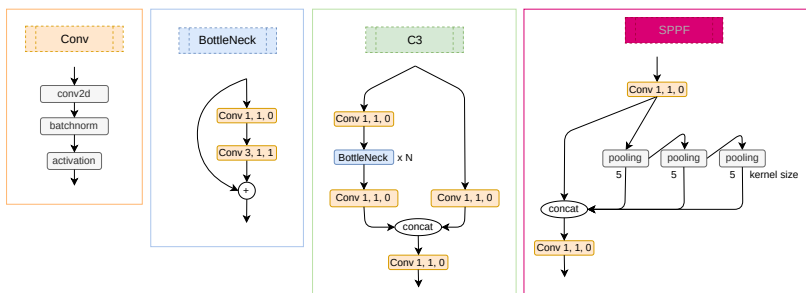 Conv
conv2d
batchnorm
activation
BottleNeck
Conv 1, 1, 0
Conv 3, 1, 1
+
C3
Conv 1, 1, 0
BottleNeck x N
Conv 1, 1, 0 Conv 1, 1, 0
concat
Conv 1, 1, 0
SPPF
Conv 1, 1, 0
pooling pooling pooling
5 5 5 kernel size
concat
Conv 1, 1, 0